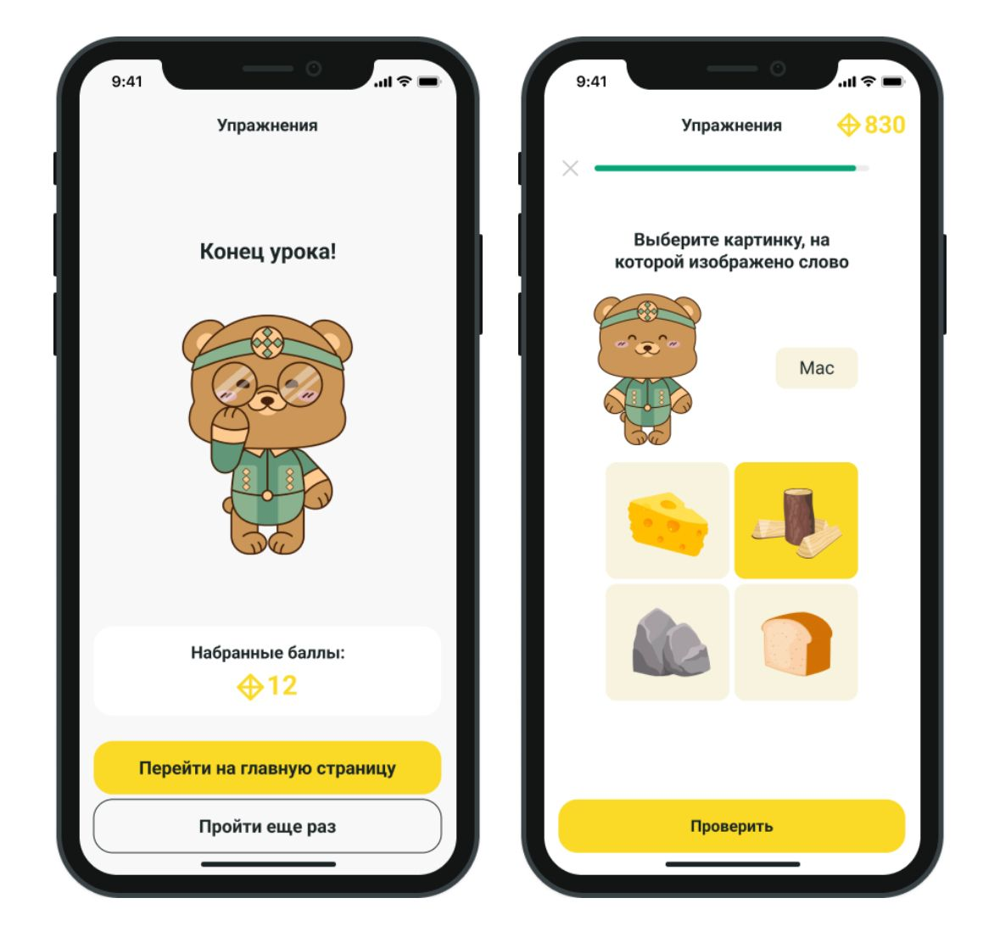 9:41
Упражнения
Конец урока!
Набранные баллы:
12
Перейти на главную страницу
Пройти еще раз
9:41
Упражнения
830
Выберите картинку, на
которой изображено слово
Мас
Проверить